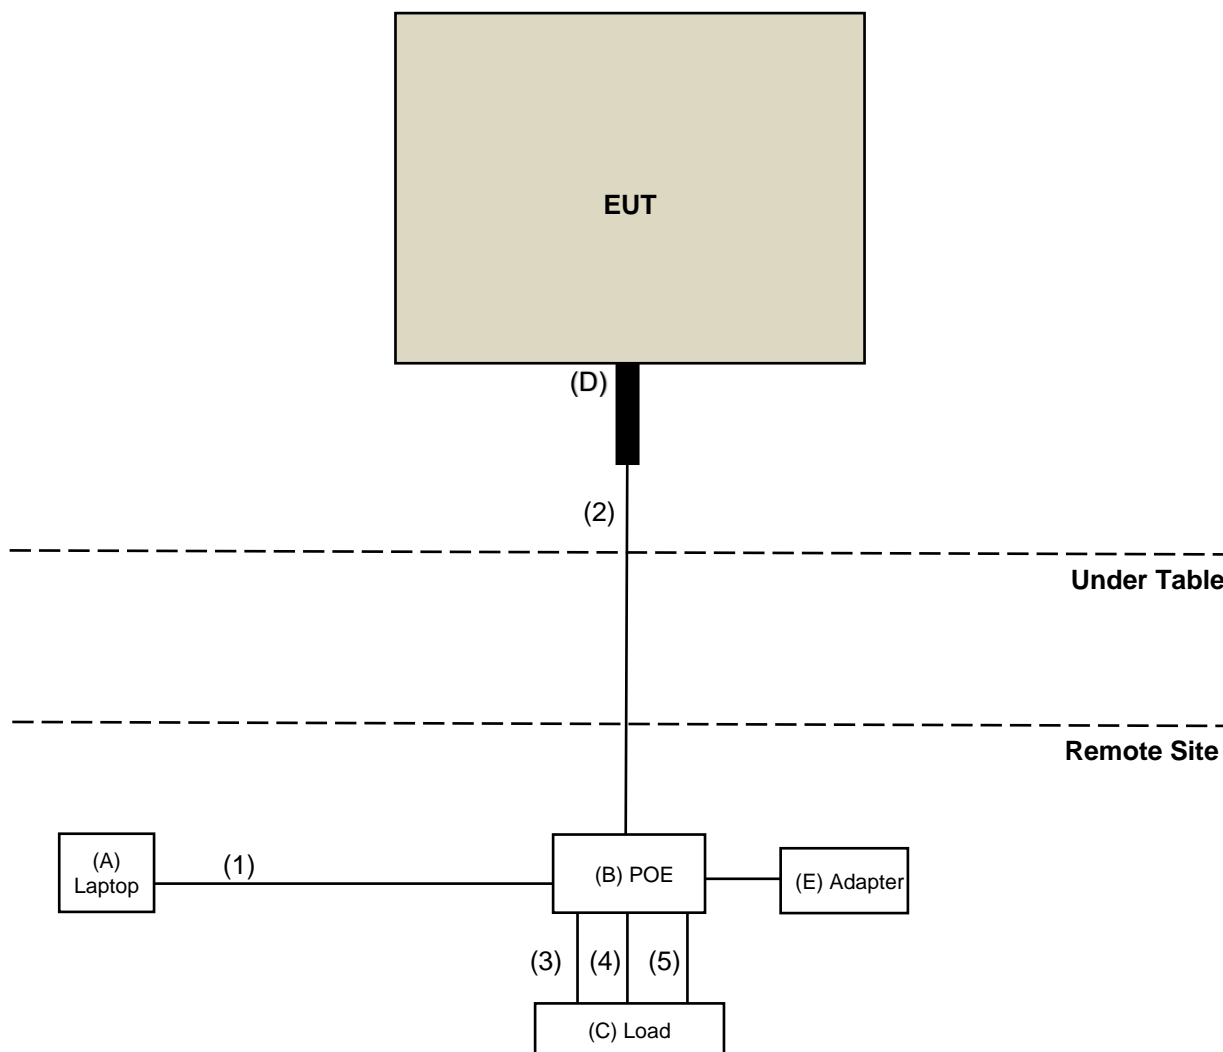 EUT
(D)
(2)
Under Table
Remote Site
(A)
Laptop
(1)
(B) POE
(E) Adapter
(3)
(4)
(5)
(C) Load